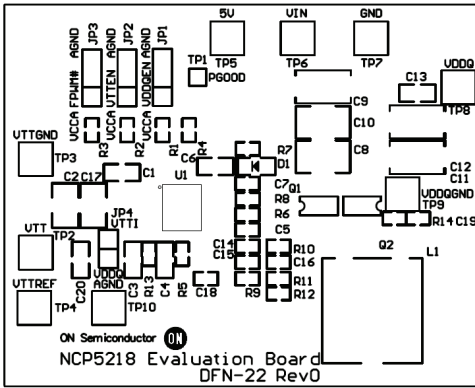 5V
VIN
GND
TP5
TP6
TP7
JP3
AGND
JP2
AGND
JP1
AGND
FPWM#
VTTEN
VDDQEN
VCCA
VCCA
VCCA
TP1
PGOOD
VDDQ
TP8
C13
C9
C10
C8
R3
R2
R1
R4
C6
R7
D1
VTTGND
TP3
C1
U1
C7
R8
R6
C5
Q1
C12
C11
VDDQGND
TP9
R14
C19
C2
C17
JP4
VTTI
VTT
TP2
VDDQ
AGND
C20
C3
R13
C4
R5
C14
C15
R10
C16
C18
R9
R11
R12
Q2
L1
VTTREF
TP4
TP10
ON Semiconductor ON
NCP5218 Evaluation Board
DFN-22 Rev0